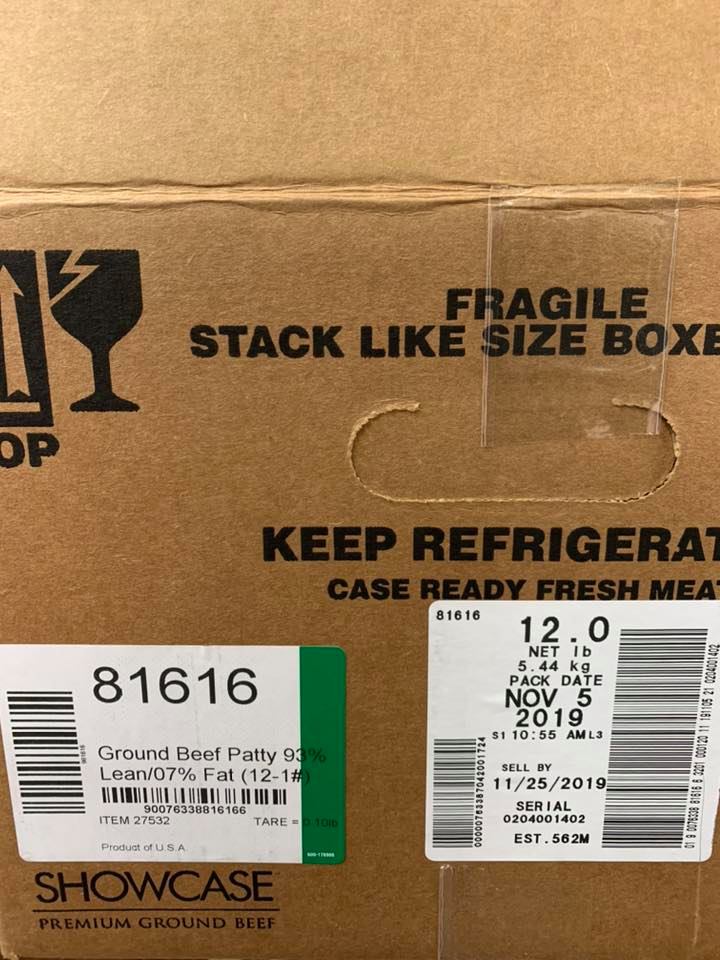 FRAGILE
STACK LIKE SIZE BOXE
OP
KEEP REFRIGERAT
CASE READY FRESH MEAT
81616
12.0
NET lb
5.44 kg
PACK DATE
NOV 5
2019
S1 10:55 AM L3
SELL BY
11/25/2019
SERIAL
0204001402
EST.562M
00000763387042001724
81616
Ground Beef Patty 93%
Lean/07% Fat (12-1#)
90076338816166
ITEM 27532 TARE = 0.10lb
Product of U.S.A.
SHOWCASE
PREMIUM GROUND BEEF